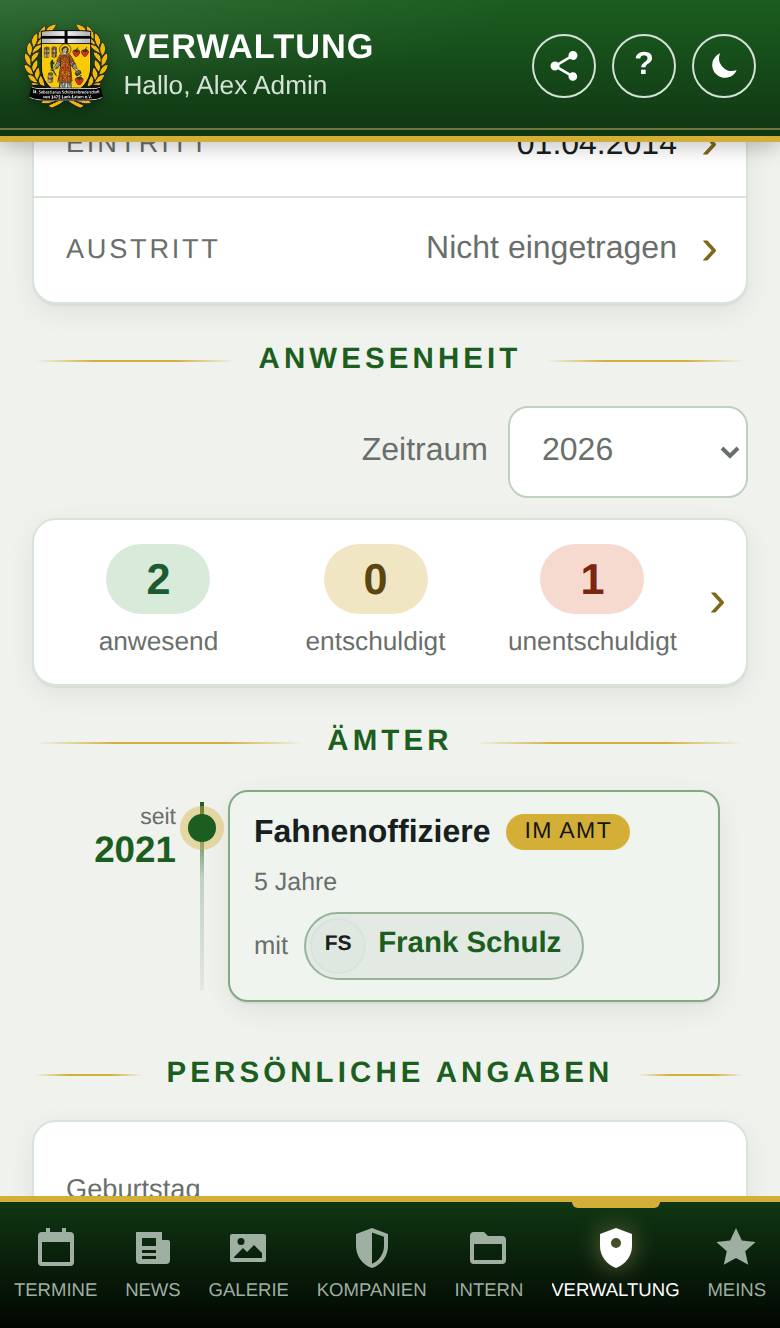 VERWALTUNG
Hallo, Alex Admin
?
EINTRITT 01.04.2014
AUSTRITT Nicht eingetragen
ANWESENHEIT
Zeitraum 2026
2 0 1
anwesend entschuldigt unentschuldigt
ÄMTER
seit
2021
Fahnenoffiziere IM AMT
5 Jahre
mit FS Frank Schulz
PERSÖNLICHE ANGABEN
Geburtstag
TERMINE NEWS GALERIE KOMPANIEN INTERN VERWALTUNG MEINS